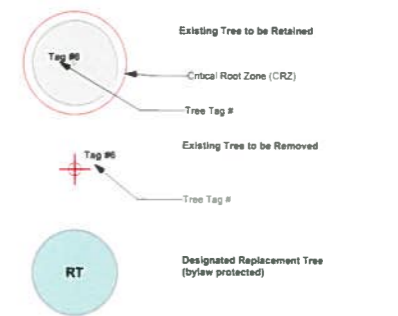 Existing Tree to be Retained
Tag #6
Critical Root Zone (CRZ)
Tree Tag #
Existing Tree to be Removed
Tag #6
Tree Tag #
RT
Designated Replacement Tree
(bylaw protected)